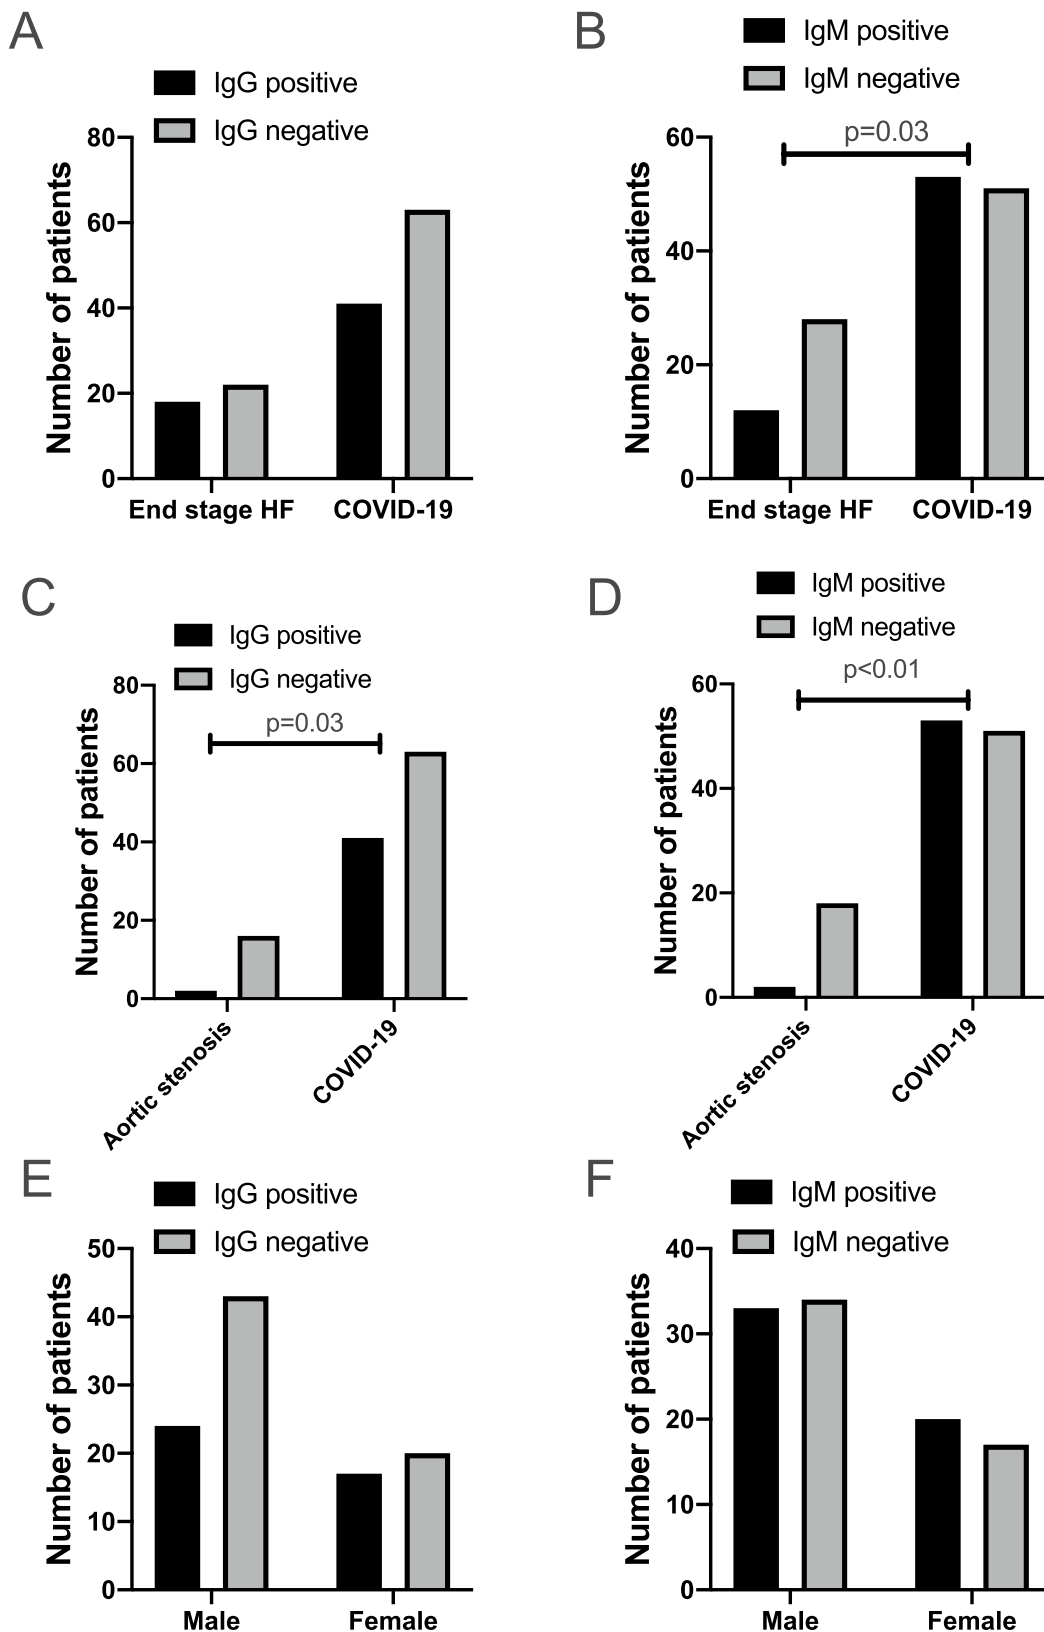 A
IgG positive
IgG negative
80
60
40
20
0
Number of patients
End stage HF
COVID-19
B
IgM positive
IgM negative
p=0.03
60
40
20
0
Number of patients
End stage HF
COVID-19
C
IgG positive
IgG negative
p=0.03
80
60
40
20
0
Number of patients
Aortic stenosis
COVID-19
D
IgM positive
IgM negative
p<0.01
60
40
20
0
Number of patients
Aortic stenosis
COVID-19
E
IgG positive
IgG negative
50
40
30
20
10
0
Number of patients
Male
Female
F
IgM positive
IgM negative
40
30
20
10
0
Number of patients
Male
Female